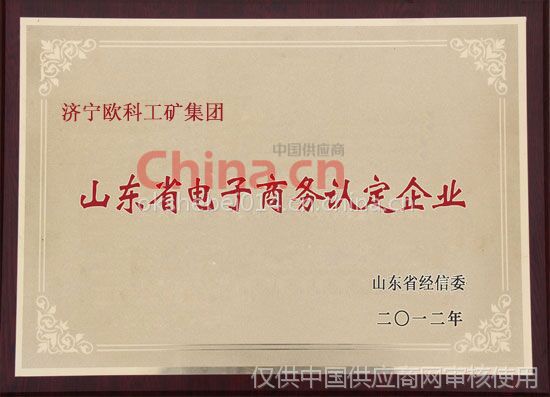 济宁欧科工矿集团
中国供应商
China.cn
山东省电子商务认定企业
山东省经信委
二〇一二年
仅供中国供应商网审核使用